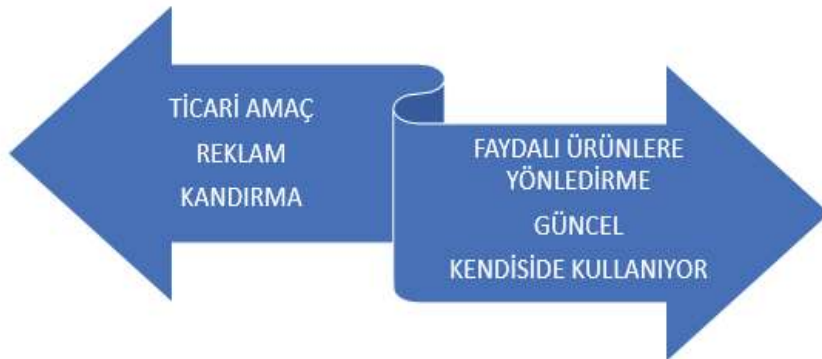 TİCARİ AMAÇ
REKLAM
KANDIRMA
FAYDALI ÜRÜNLERE
YÖNLEDİRME
GÜNCEL
KENDİSİDE KULLANIYOR